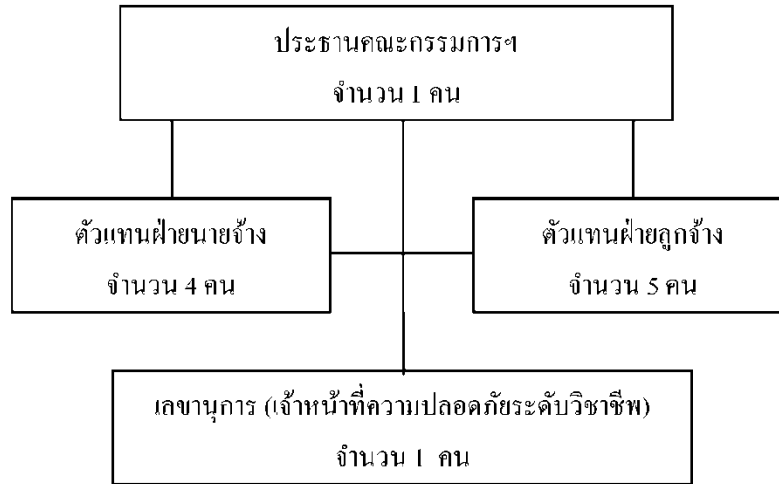 ประธานคณะกรรมการฯ
จำนวน 1 คน
ตัวแทนฝ่ายนายจ้าง
จำนวน 4 คน
ตัวแทนฝ่ายลูกจ้าง
จำนวน 5 คน
เลขานุการ (เจ้าหน้าที่ความปลอดภัยระดับวิชาชีพ)
จำนวน 1 คน